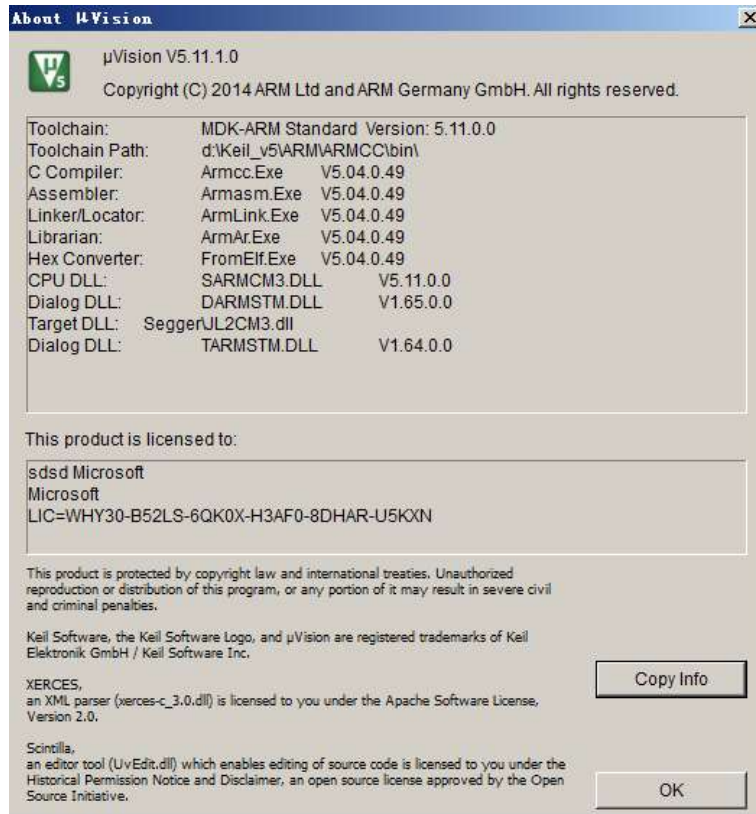 About µVision
µVision V5.11.1.0
Copyright (C) 2014 ARM Ltd and ARM Germany GmbH. All rights reserved.
Toolchain: MDK-ARM Standard Version: 5.11.0.0
Toolchain Path: d:\Keil_v5\ARM\ARMCC\bin\
C Compiler: Armcc.Exe V5.04.0.49
Assembler: Armasm.Exe V5.04.0.49
Linker/Locator: ArmLink.Exe V5.04.0.49
Librarian: ArmAr.Exe V5.04.0.49
Hex Converter: FromElf.Exe V5.04.0.49
CPU DLL: SARMCM3.DLL V5.11.0.0
Dialog DLL: DARMSTM.DLL V1.65.0.0
Target DLL: Segger\JL2CM3.dll
Dialog DLL: TARMSTM.DLL V1.64.0.0
This product is licensed to:
sdsd Microsoft
Microsoft
LIC=WHY30-B52LS-6QK0X-H3AF0-8DHAR-U5KXN
This product is protected by copyright law and international treaties. Unauthorized
reproduction or distribution of this program, or any portion of it may result in severe civil
and criminal penalties.
Keil Software, the Keil Software Logo, and µVision are registered trademarks of Keil
Elektronik GmbH / Keil Software Inc.
XERCES,
an XML parser (xerces-c_3.0.dll) is licensed to you under the Apache Software License,
Version 2.0.
Copy Info
Scintilla,
an editor tool (UvEdit.dll) which enables editing of source code is licensed to you under the
Historical Permission Notice and Disclaimer, an open source license approved by the Open
Source Initiative.
OK